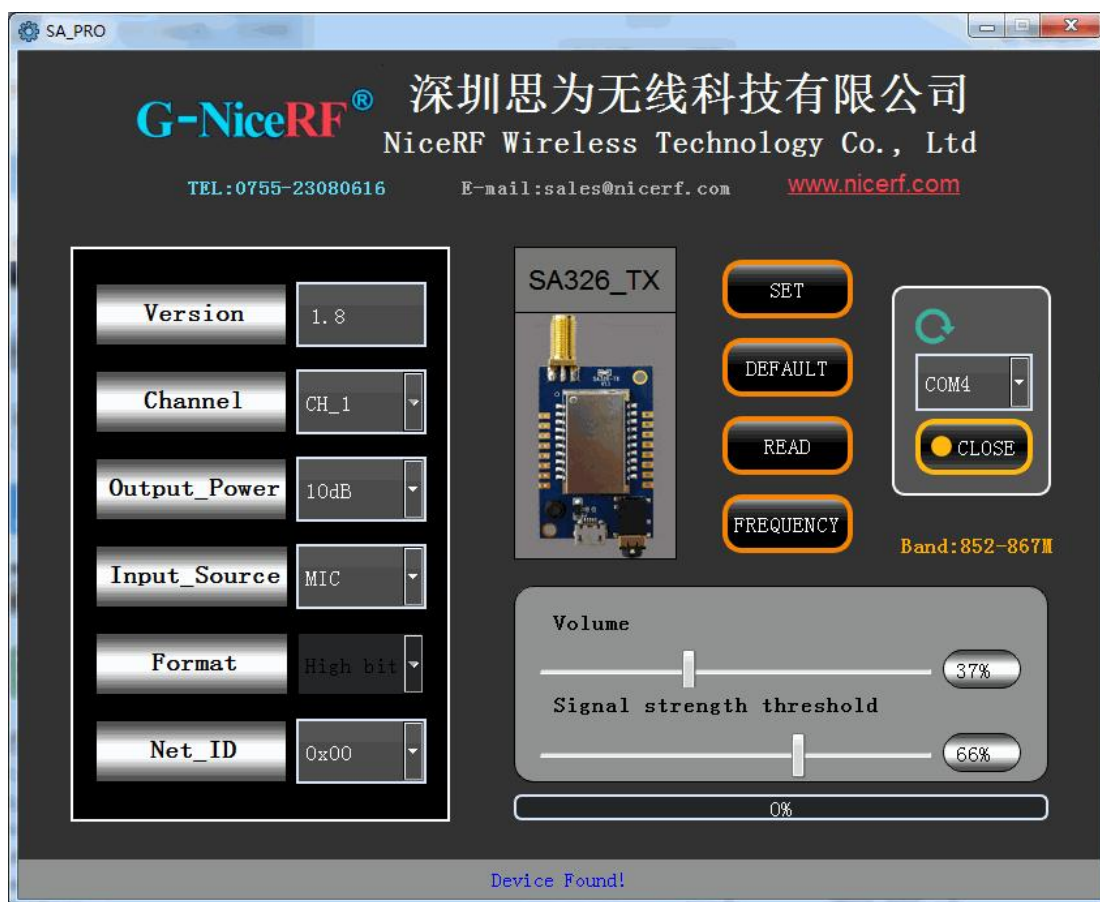 SA_PRO
G-NiceRF®
深圳思为无线科技有限公司
NiceRF Wireless Technology Co., Ltd
TEL:0755-23080616 E-mail:sales@nicerf.com www.nicerf.com
Version 1.8
Channel CH_1
Output_Power 10dB
Input_Source MIC
Format High bit
Net_ID 0x00
SA326_TX
SA326-TX
SET
DEFAULT
READ
FREQUENCY
COM4
CLOSE
Band:852-867M
Volume
37%
Signal strength threshold
66%
0%
Device Found!